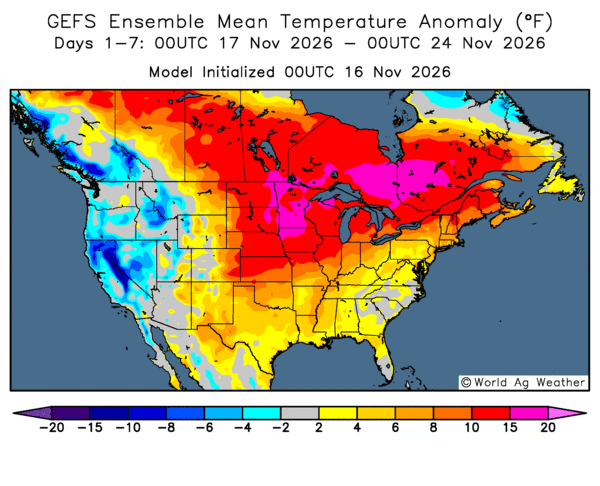 GEFS Ensemble Mean Temperature Anomaly (°F)
Days 1–7: 00UTC 17 Nov 2026 – 00UTC 24 Nov 2026
Model Initialized 00UTC 16 Nov 2026
©World Ag Weather
−20 −15 −10 −8 −6 −4 −2 2 4 6 8 10 15 20